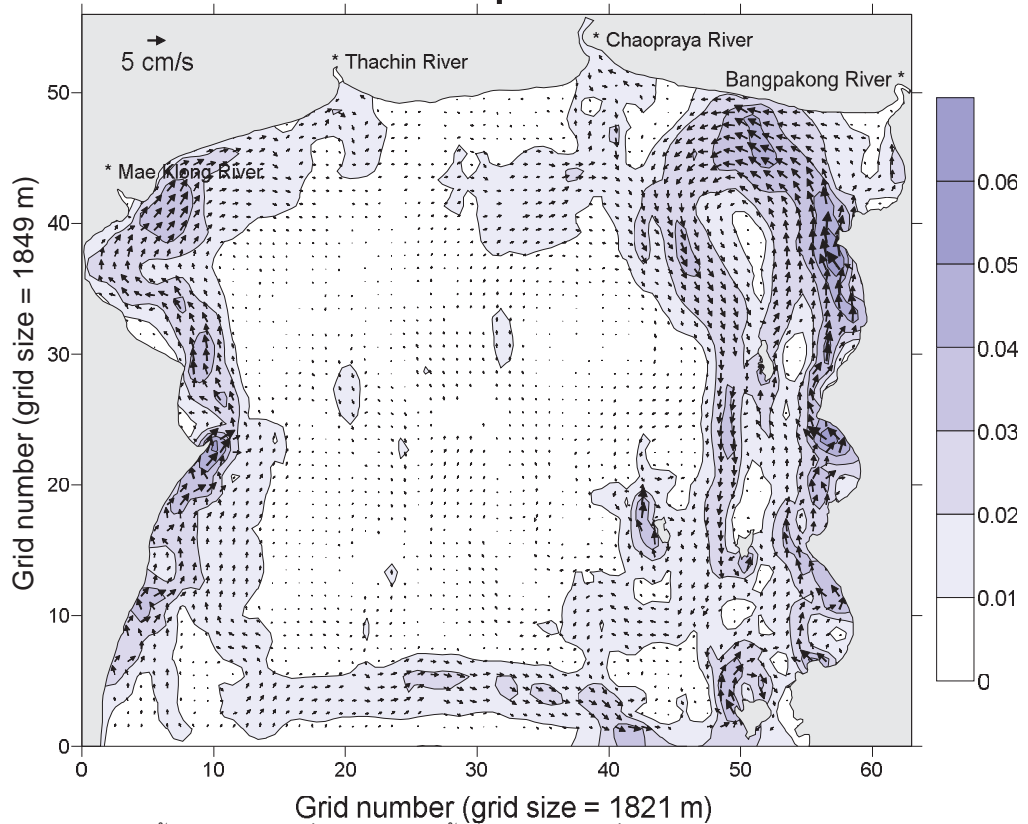 5 cm/s
* Thachin River
* Chaopraya River
Bangpakong River *
* Mae Klong River
50
40
30
20
10
0
Grid number (grid size = 1849 m)
0 10 20 30 40 50 60
Grid number (grid size = 1821 m)
0.06
0.05
0.04
0.03
0.02
0.01
0